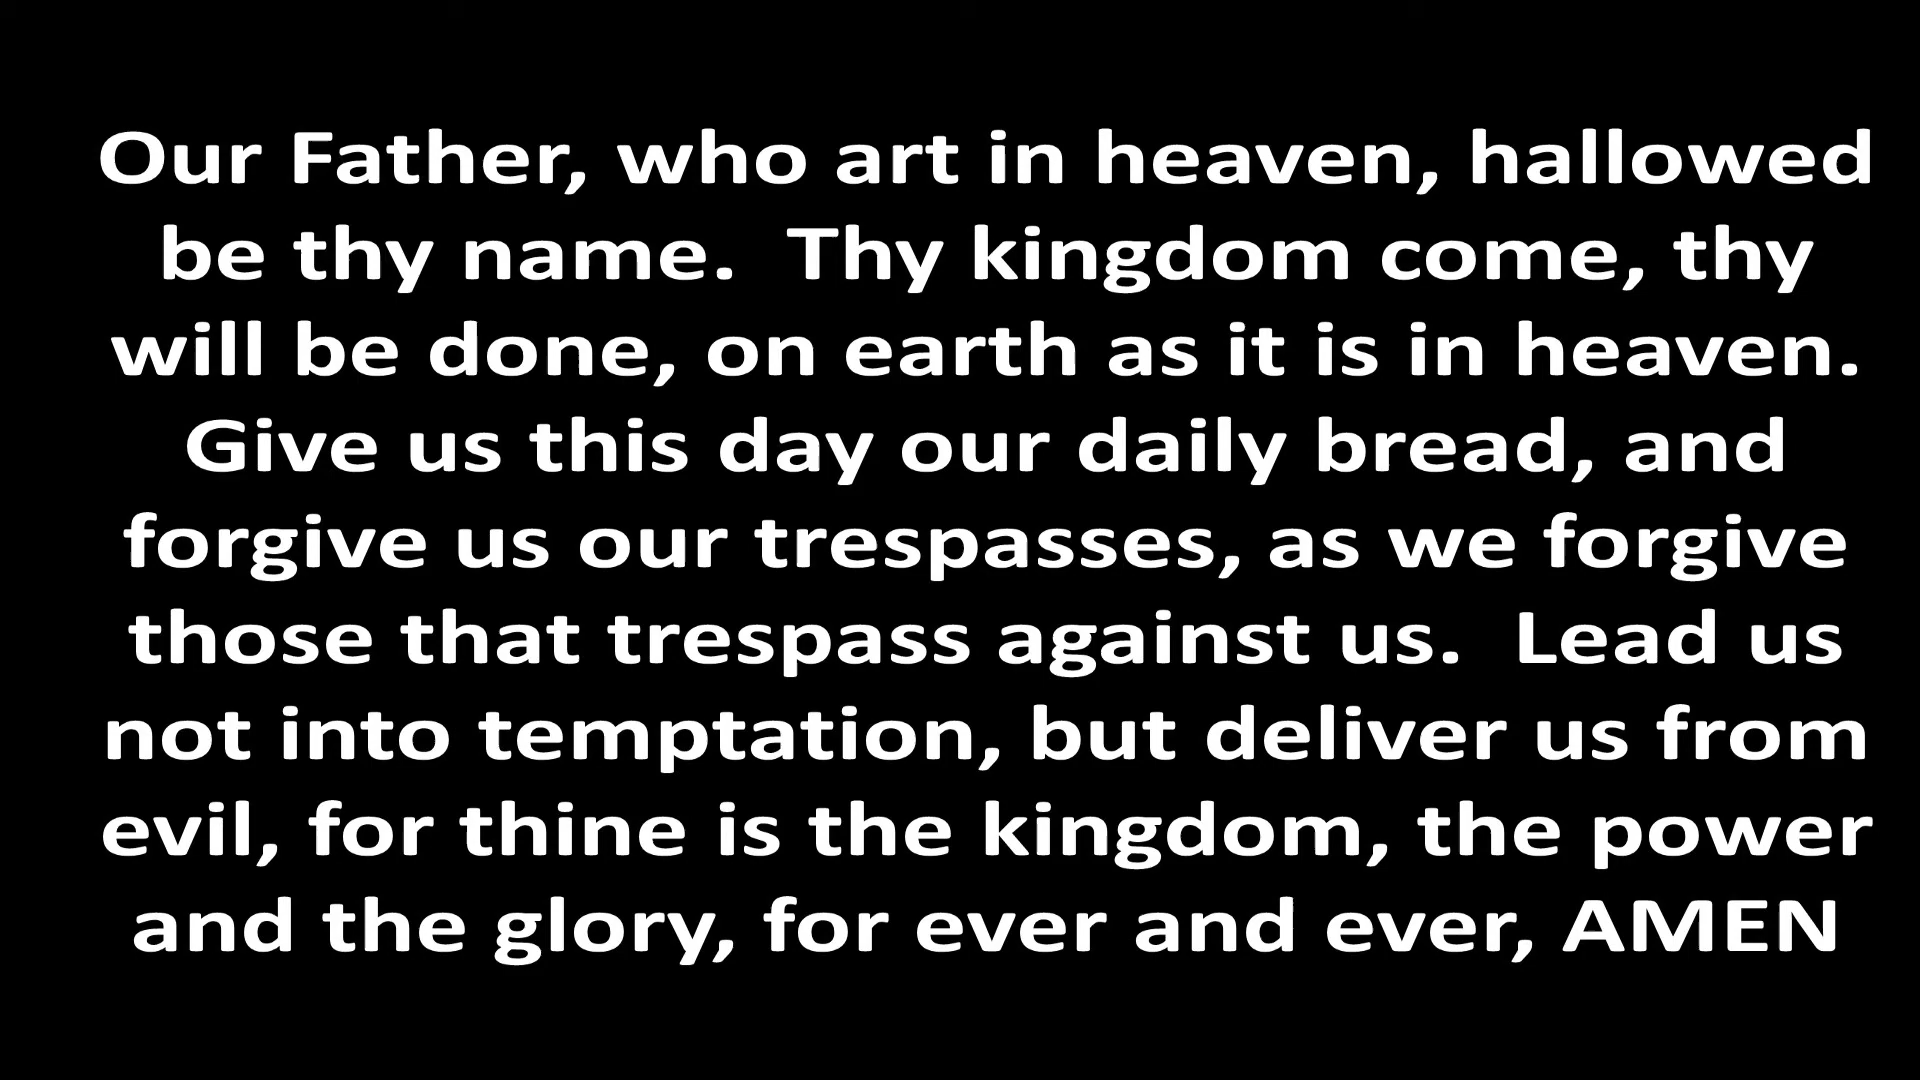 Our Father, who art in heaven, hallowed
be thy name.  Thy kingdom come, thy
will be done, on earth as it is in heaven.
Give us this day our daily bread, and
forgive us our trespasses, as we forgive
those that trespass against us.  Lead us
not into temptation, but deliver us from
evil, for thine is the kingdom, the power
and the glory, for ever and ever, AMEN